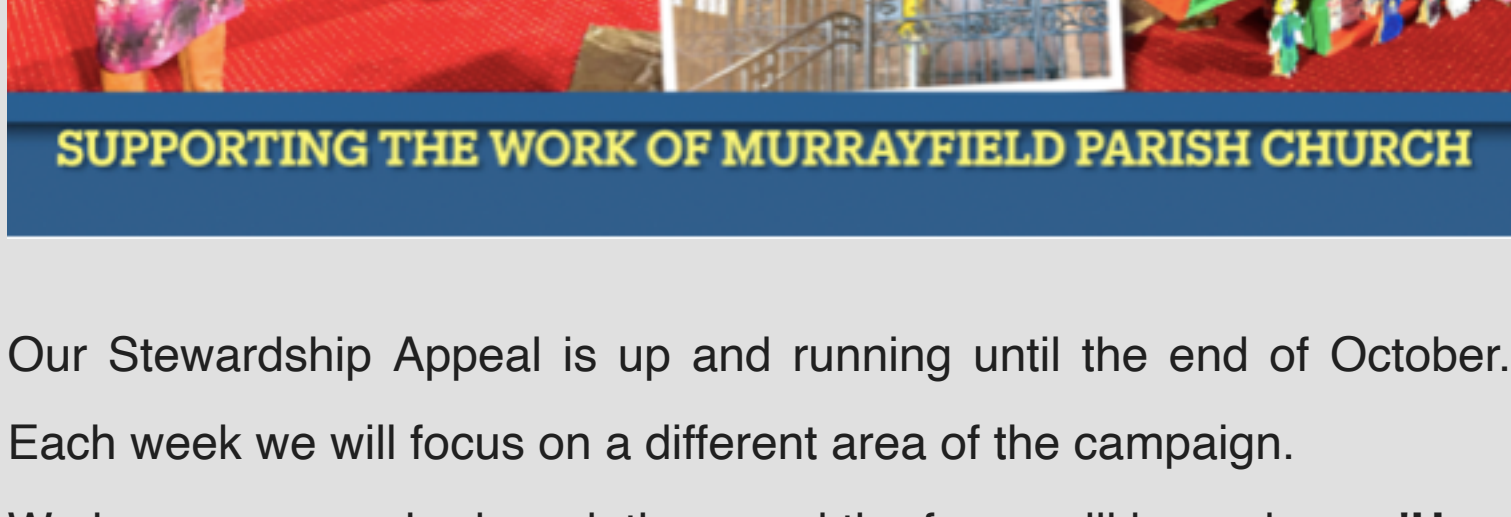 SUPPORTING THE WORK OF MURRAYFIELD PARISH CHURCH
Our Stewardship Appeal is up and running until the end of October.
Each week we will focus on a different area of the campaign.